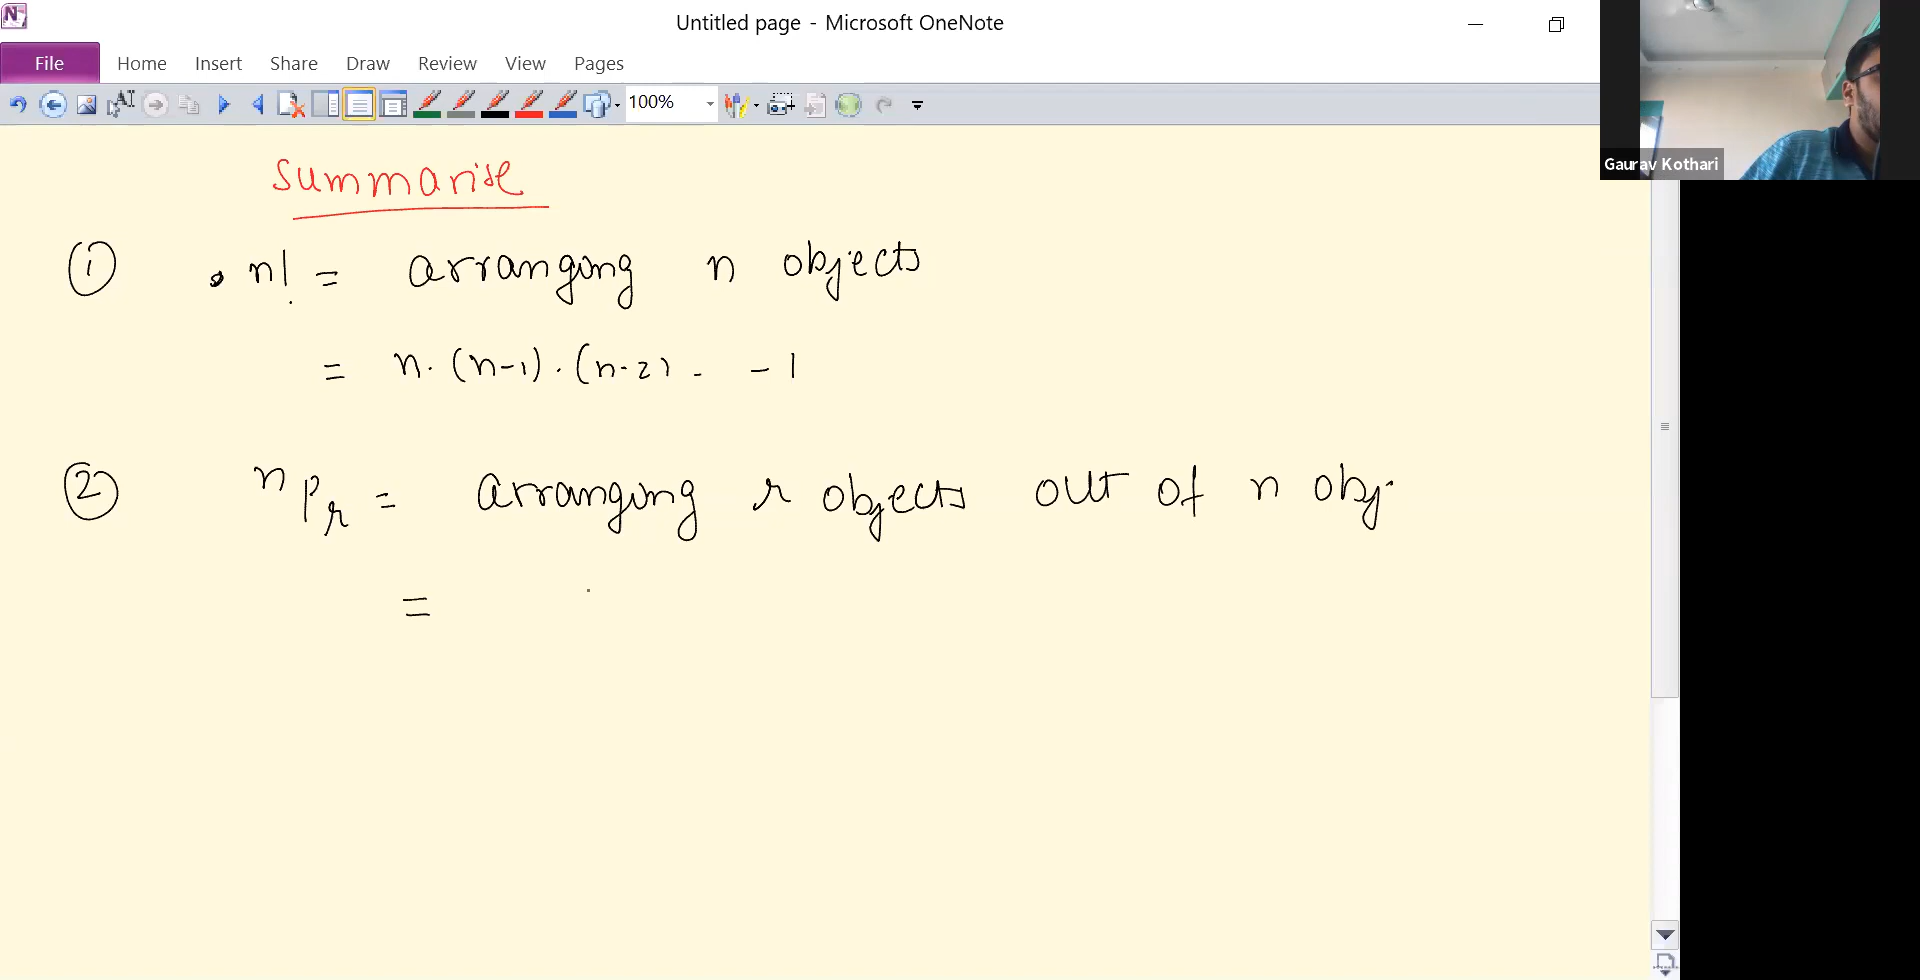 Untitled page - Microsoft OneNote
File Home Insert Share Draw Review View Pages
100%
Gaurav Kothari
Summarise
① • n! = arranging n objects
= n. (n-1) . (n-2) - - 1
② nPr = arranging r objects out of n obj.
=